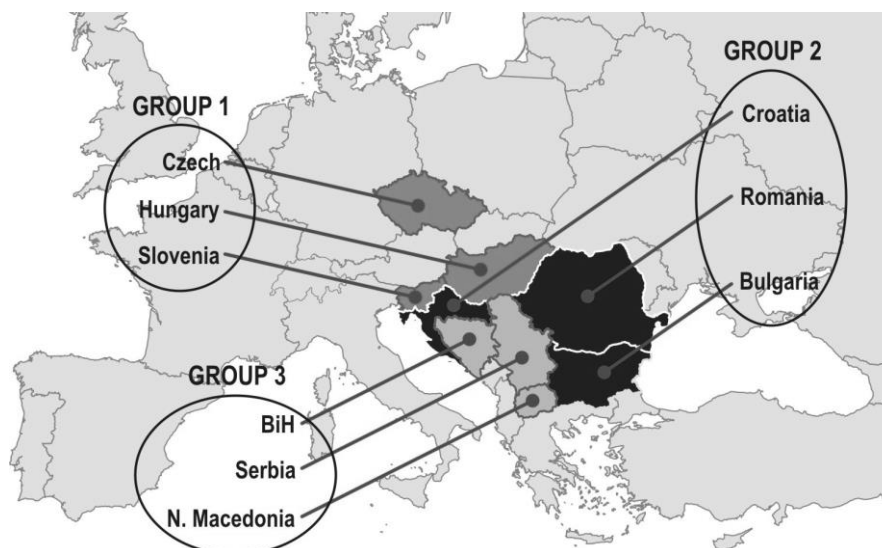 GROUP 1
Czech
Hungary
Slovenia
GROUP 2
Croatia
Romania
Bulgaria
GROUP 3
BiH
Serbia
N. Macedonia